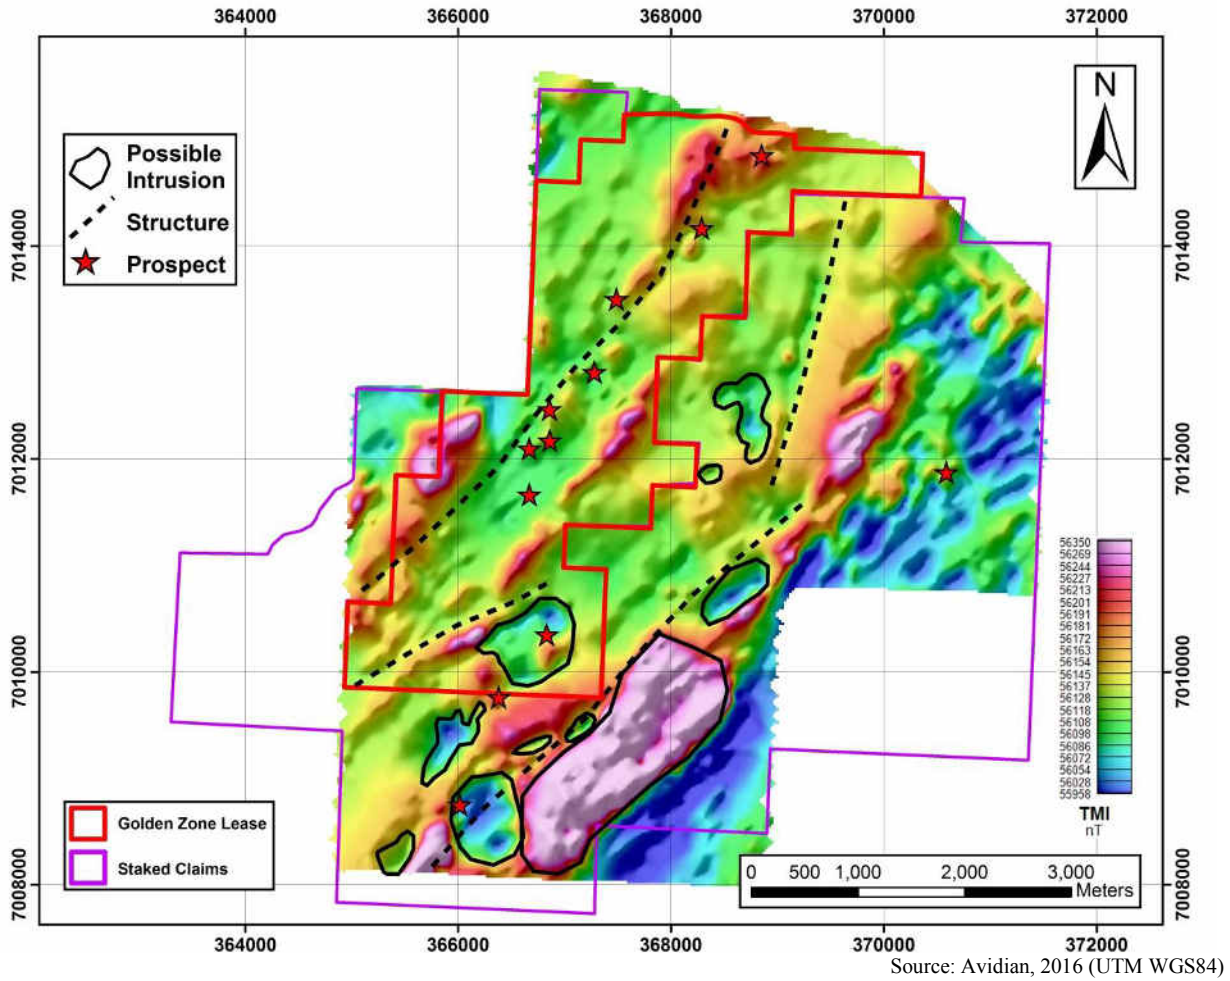 364000 366000 368000 370000 372000
N
Possible
Intrusion
Structure
Prospect
7014000 7014000
7012000 7012000
7010000 7010000
7008000 7008000
56350
56269
56244
56227
56213
56201
56191
56181
56172
56163
56154
56145
56137
56128
56118
56108
56098
56086
56072
56054
56028
55958
TMI
nT
Golden Zone Lease
Staked Claims
0 500 1,000 2,000 3,000
Meters
364000 366000 368000 370000 372000
Source: Avidian, 2016 (UTM WGS84)